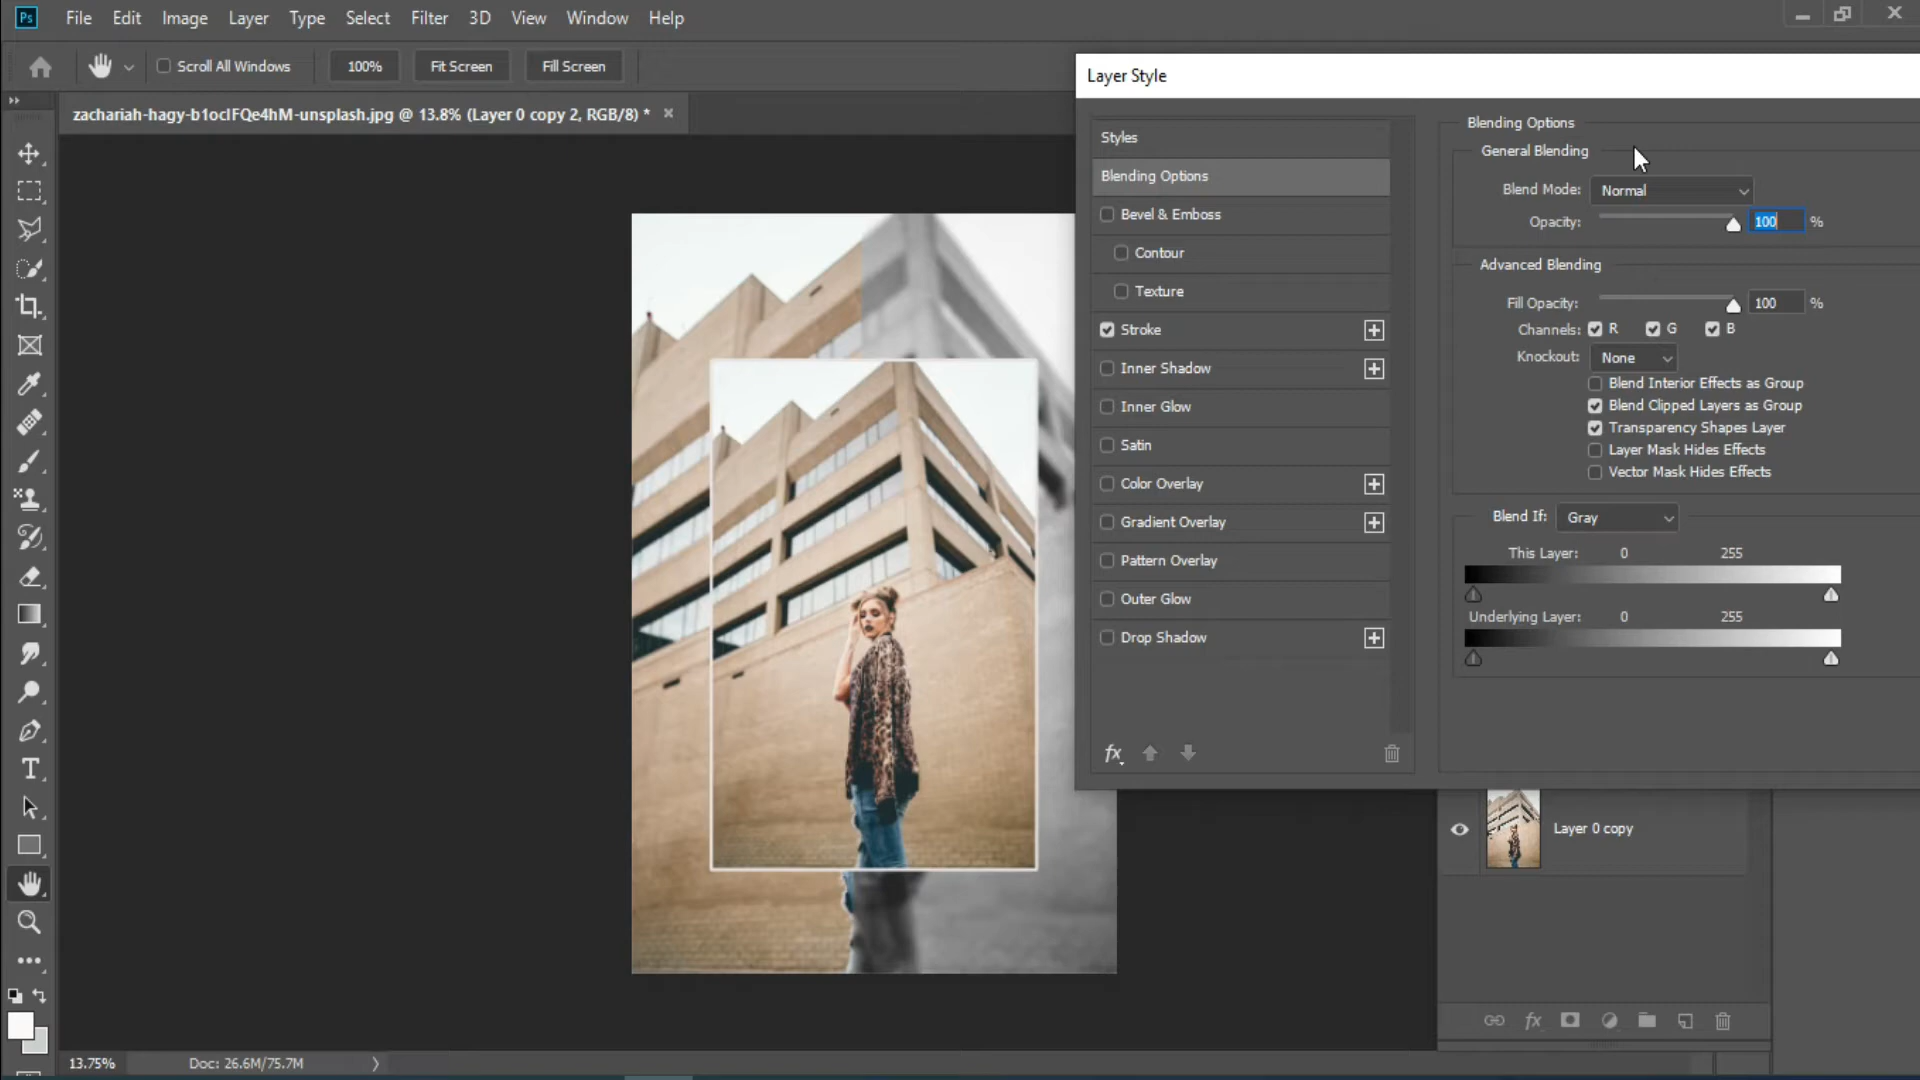 Ps File Edit Image Layer Type Select Filter 3D View Window Help
Scroll All Windows 100% Fit Screen Fill Screen
zachariah-hagy-b1ocIFQe4hM-unsplash.jpg @ 13.8% (Layer 0 copy 2, RGB/8) *
Layer Style
Styles
Blending Options
Bevel & Emboss
Contour
Texture
Stroke
Inner Shadow
Inner Glow
Satin
Color Overlay
Gradient Overlay
Pattern Overlay
Outer Glow
Drop Shadow
fx
Blending Options
General Blending
Blend Mode: Normal
Opacity: 100 %
Advanced Blending
Fill Opacity: 100 %
Channels: R G B
Knockout: None
Blend Interior Effects as Group
Blend Clipped Layers as Group
Transparency Shapes Layer
Layer Mask Hides Effects
Vector Mask Hides Effects
Blend If: Gray
This Layer: 0 255
Underlying Layer: 0 255
Layer 0 copy
fx
13.75% Doc: 26.6M/75.7M